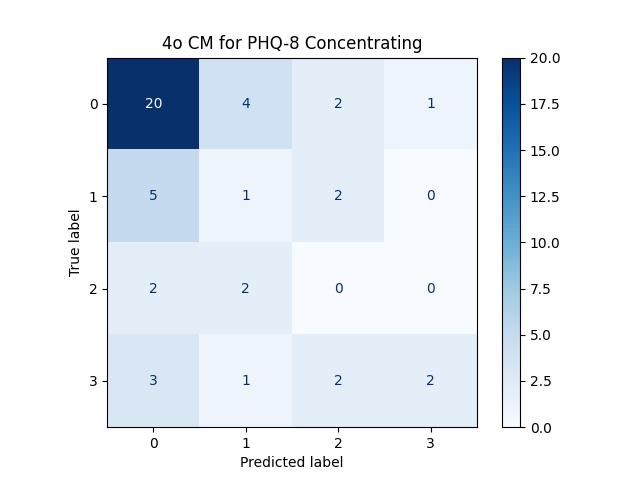 4o CM for PHQ-8 Concentrating
20.0
0 20 4 2 1
17.5
15.0
1 5 1 2 0
12.5
True label
10.0
2 2 2 0 0
7.5
5.0
3 3 1 2 2
2.5
0.0
0 1 2 3
Predicted label